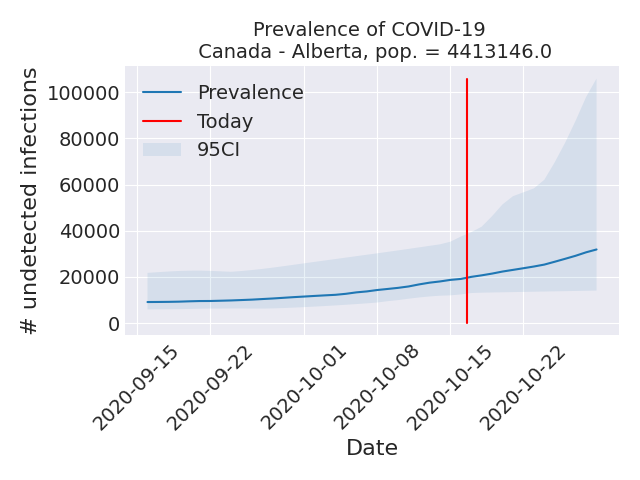 Prevalence of COVID-19
Canada - Alberta, pop. = 4413146.0
# undetected infections
100000
80000
60000
40000
20000
0
Prevalence
Today
95CI
2020-09-15
2020-09-22
2020-10-01
2020-10-08
2020-10-15
2020-10-22
Date